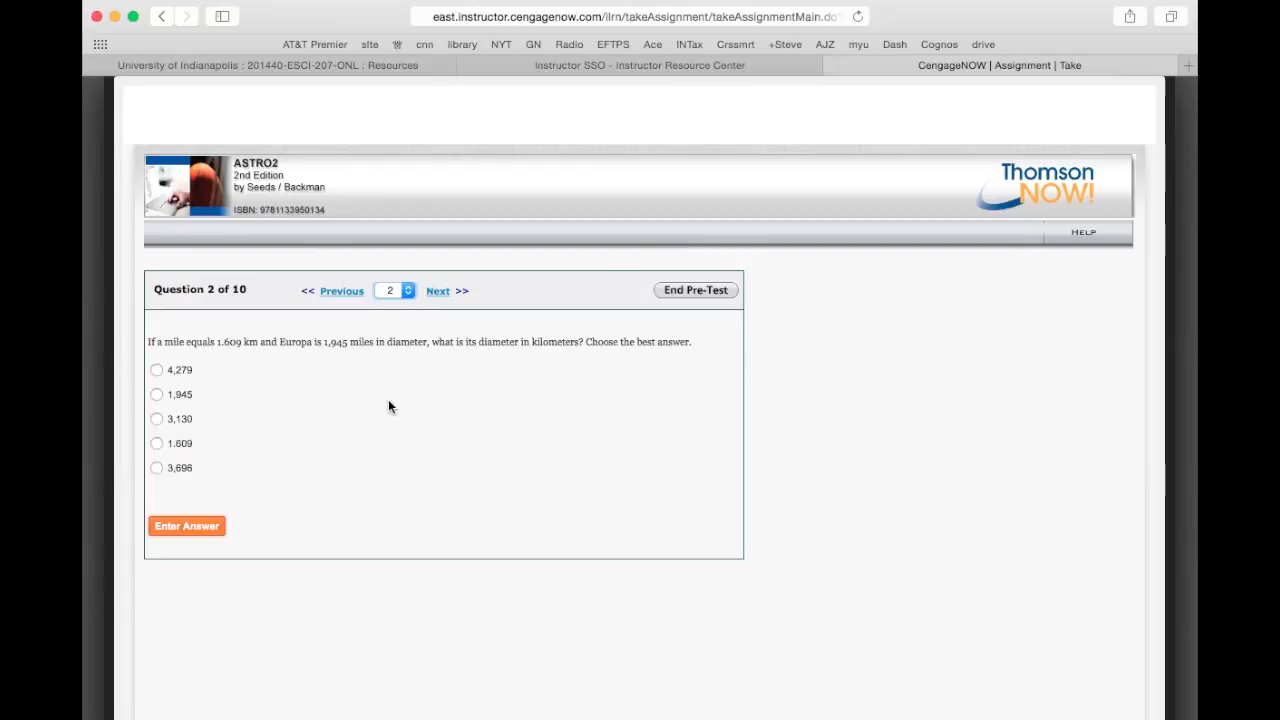 east.instructor.cengagenow.com/ilrn/takeAssignment/takeAssignmentMain.do
AT&T Premier site cnn library NYT GN Radio EFTPS Ace INTax Crssmrt +Steve AJZ myu Dash Cognos drive
University of Indianapolis : 201440-ESCI-207-ONL : Resources
Instructor SSO - Instructor Resource Center
CengageNOW | Assignment | Take
ASTRO2
2nd Edition
by Seeds / Backman
ISBN: 9781133950134
Thomson
NOW!
HELP
Question 2 of 10 << Previous 2 Next >> End Pre-Test
If a mile equals 1.609 km and Europa is 1,945 miles in diameter, what is its diameter in kilometers? Choose the best answer.
4,279
1,945
3,130
1.609
3,696
Enter Answer